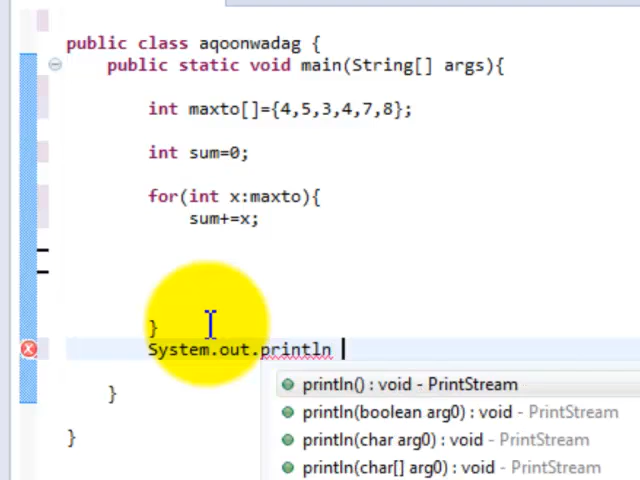 public class aqoonwadag {
public static void main(String[] args){
int maxto[]={4,5,3,4,7,8};
int sum=0;
for(int x:maxto){
sum+=x;
}
System.out.println
println() : void - PrintStream
println(boolean arg0) : void - PrintStream
println(char arg0) : void - PrintStream
println(char[] arg0) : void - PrintStream
}
}